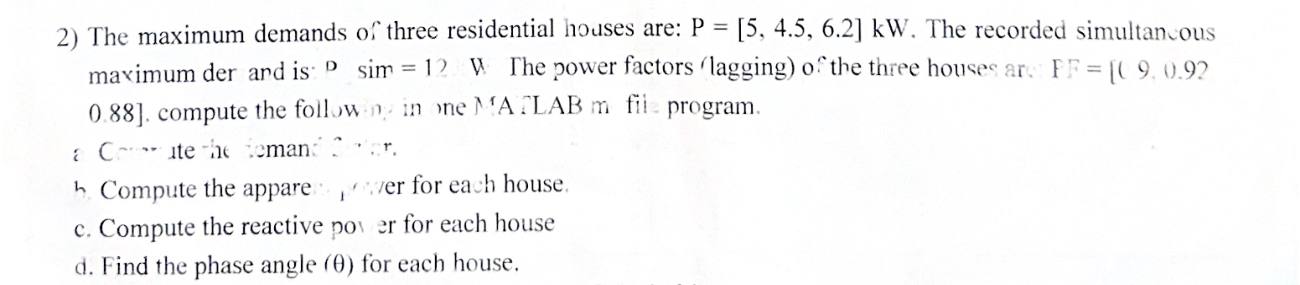 2) The maximum demands of three residential houses are: P = [5, 4.5, 6.2] kW. The recorded simultaneous
maximum demand is: P sim = 12 W The power factors (lagging) of the three houses are PF = [0.9, 0.92
0.88]. compute the following in one MATLAB m file program.
Compute the demand
b. Compute the apparent power for each house.
c. Compute the reactive power for each house
d. Find the phase angle (θ) for each house.